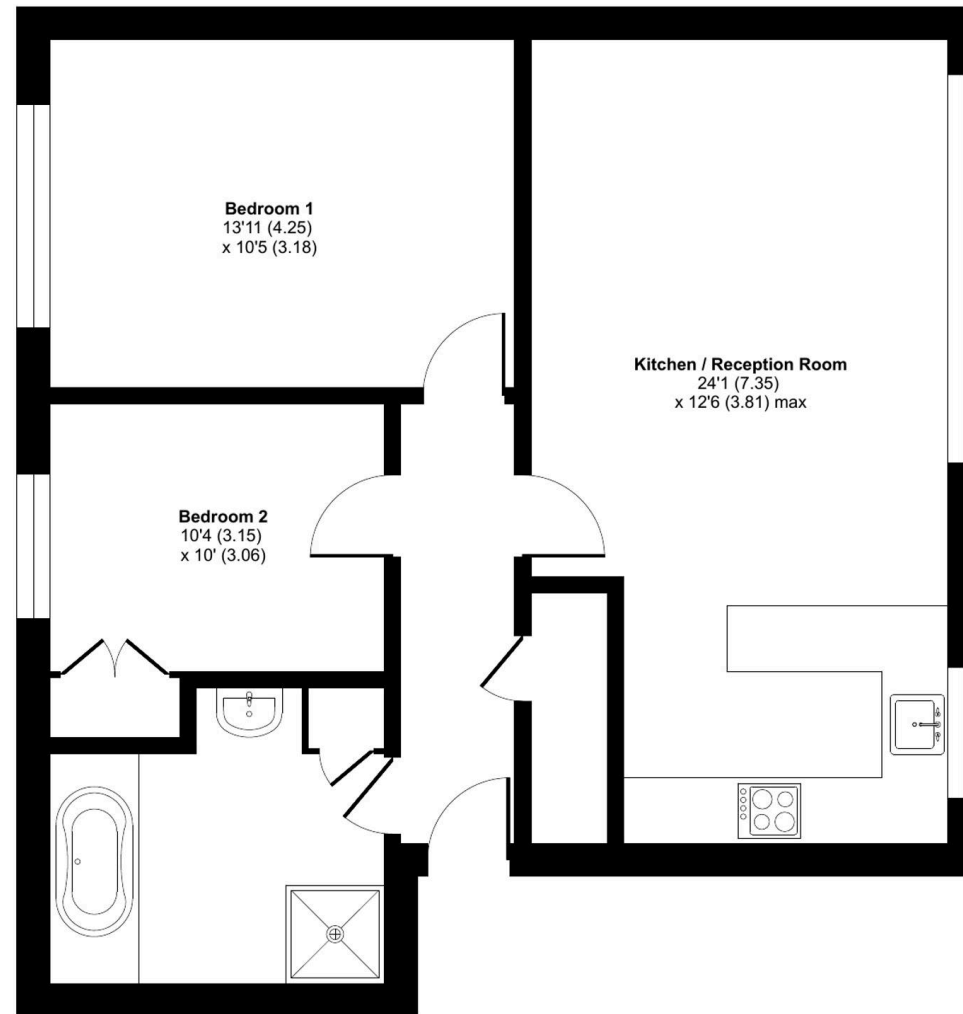 Bedroom 1
13'11 (4.25)
x 10'5 (3.18)
Kitchen / Reception Room
24'1 (7.35)
x 12'6 (3.81) max
Bedroom 2
10'4 (3.15)
x 10' (3.06)